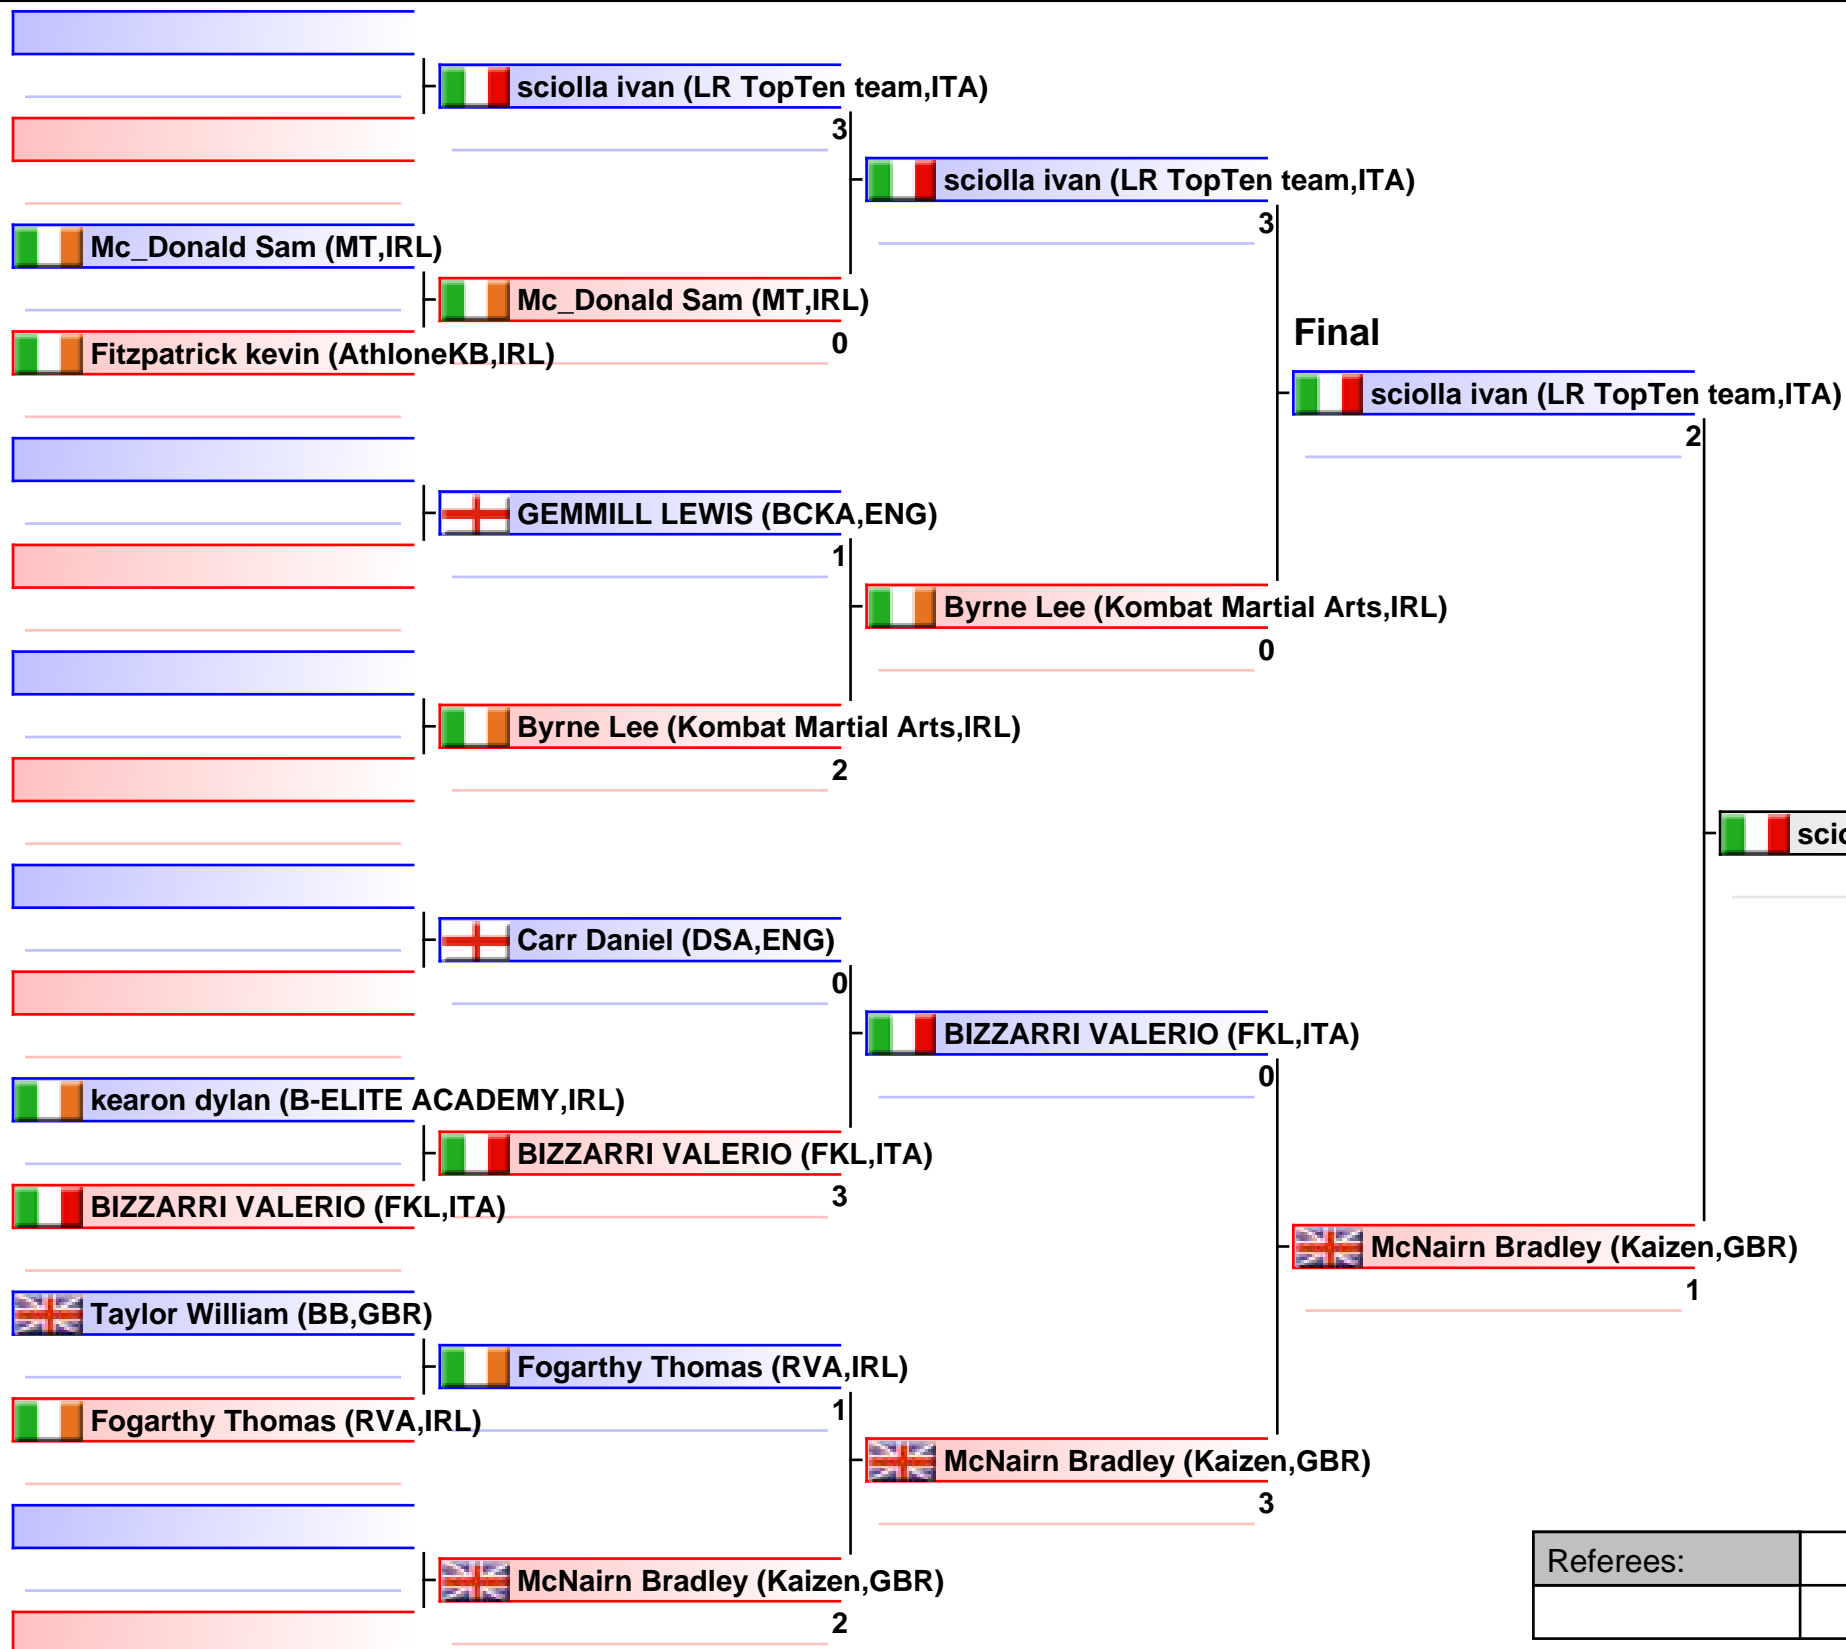 sciolla ivan (LR TopTen team,ITA)
3
sciolla ivan (LR TopTen team,ITA)
3
Mc_Donald Sam (MT,IRL)
Mc_Donald Sam (MT,IRL)
0
Fitzpatrick kevin (AthloneKB,IRL)
Final
sciolla ivan (LR TopTen team,ITA)
2
GEMMILL LEWIS (BCKA,ENG)
1
Byrne Lee (Kombat Martial Arts,IRL)
0
Byrne Lee (Kombat Martial Arts,IRL)
2
scio
Carr Daniel (DSA,ENG)
0
BIZZARRI VALERIO (FKL,ITA)
0
kearon dylan (B-ELITE ACADEMY,IRL)
BIZZARRI VALERIO (FKL,ITA)
3
BIZZARRI VALERIO (FKL,ITA)
McNairn Bradley (Kaizen,GBR)
1
Taylor William (BB,GBR)
Fogarthy Thomas (RVA,IRL)
1
Fogarthy Thomas (RVA,IRL)
McNairn Bradley (Kaizen,GBR)
3
McNairn Bradley (Kaizen,GBR)
2
Referees: